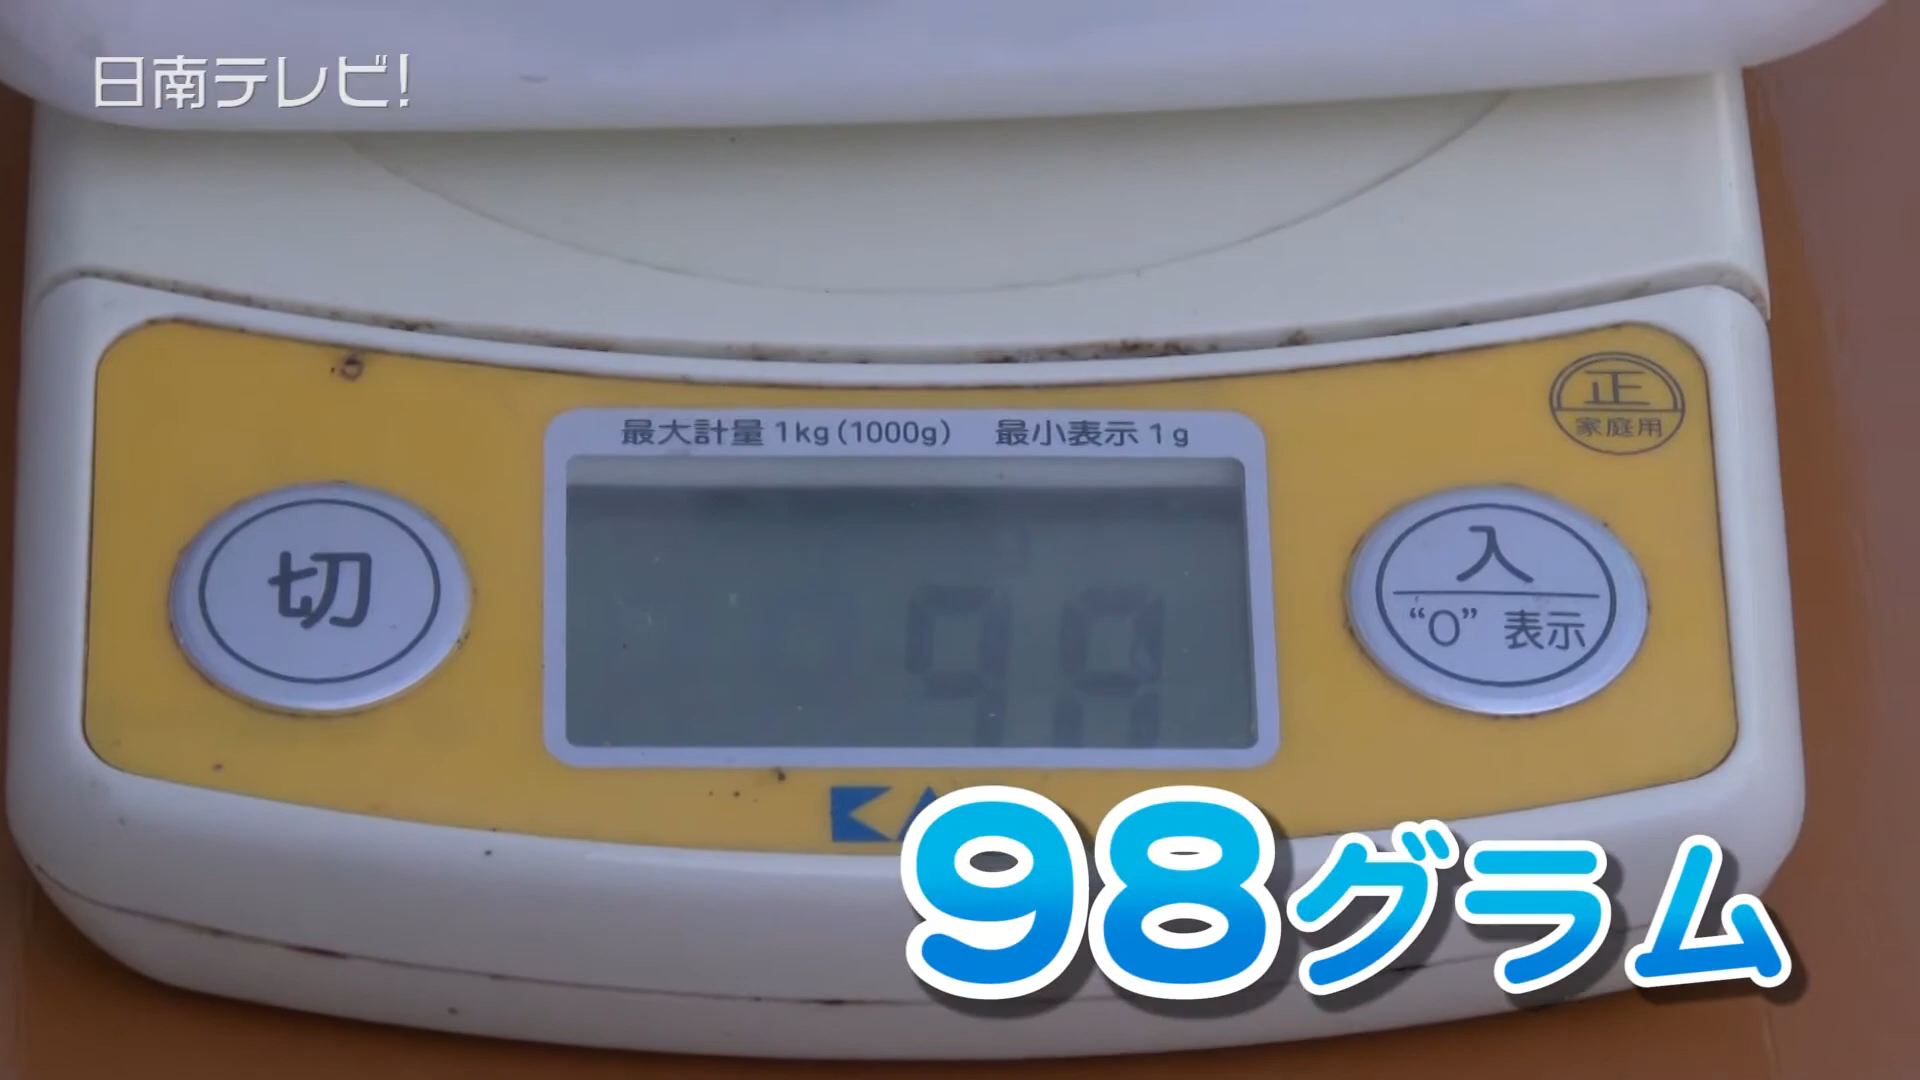 日南テレビ!
正
家庭用
最大計量 1kg(1000g) 最小表示 1g
切
98
入
“0” 表示
KA
98グラム